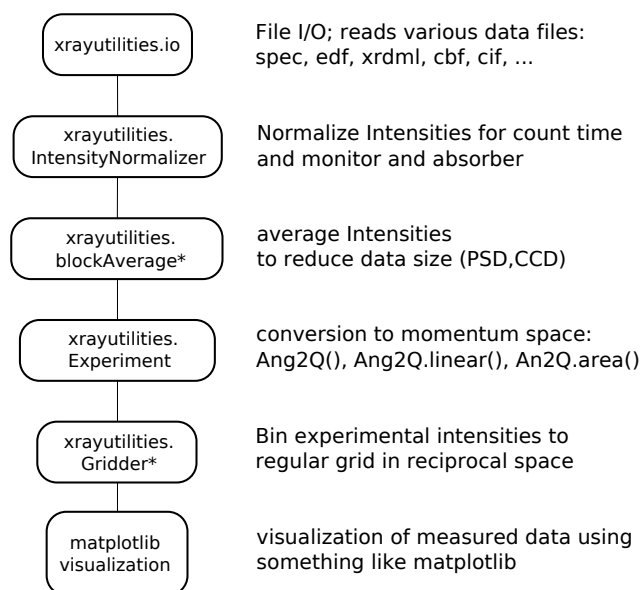 xrayutilities.io
File I/O; reads various data files:
spec, edf, xrdml, cbf, cif, ...
xrayutilities.
IntensityNormalizer
Normalize Intensities for count time
and monitor and absorber
xrayutilities.
blockAverage*
average Intensities
to reduce data size (PSD,CCD)
xrayutilities.
Experiment
conversion to momentum space:
Ang2Q(), Ang2Q.linear(), An2Q.area()
xrayutilities.
Gridder*
Bin experimental intensities to
regular grid in reciprocal space
matplotlib
visualization
visualization of measured data using
something like matplotlib